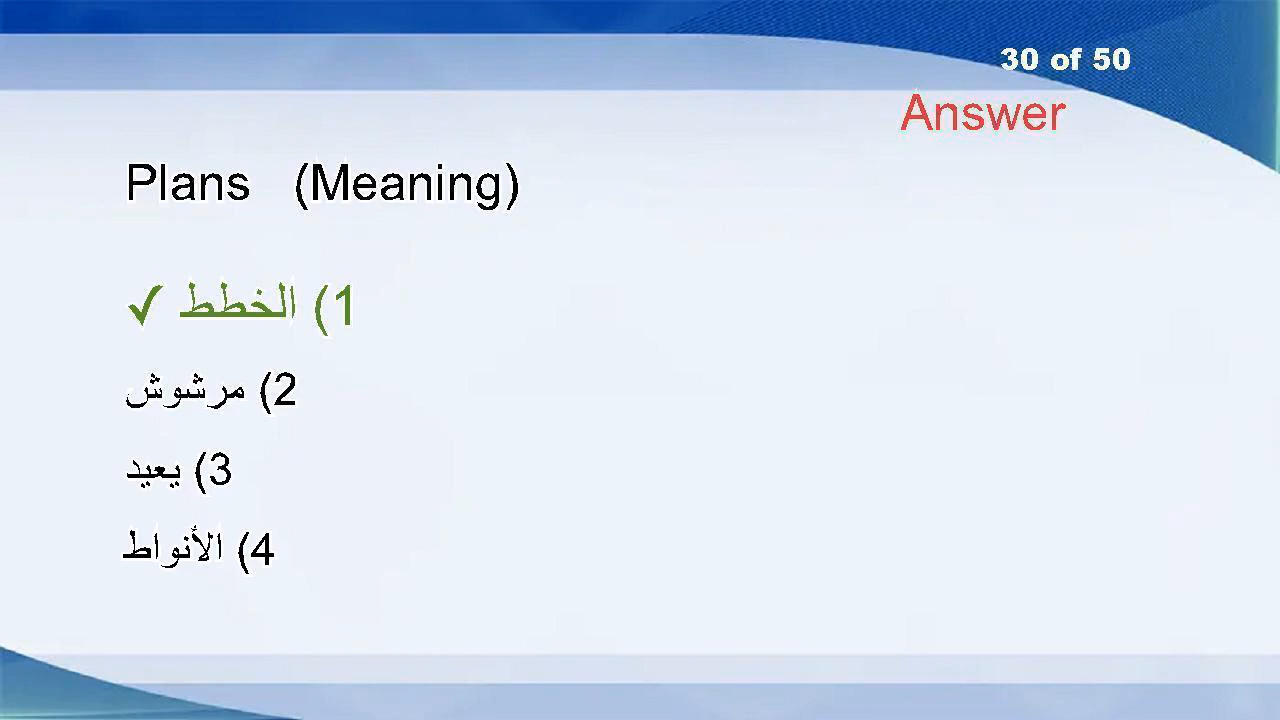 30 of 50
Answer
Plans (Meaning)
1) الخطط ✓
2) مرشوش
3) يعيد
4) الأنواط